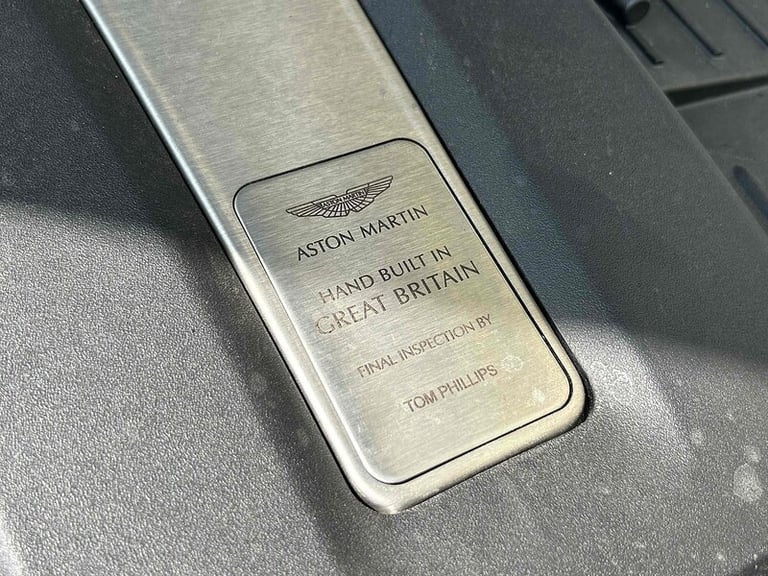 ASTON MARTIN
ASTON MARTIN
HAND BUILT IN
GREAT BRITAIN
FINAL INSPECTION BY
TOM PHILLIPS